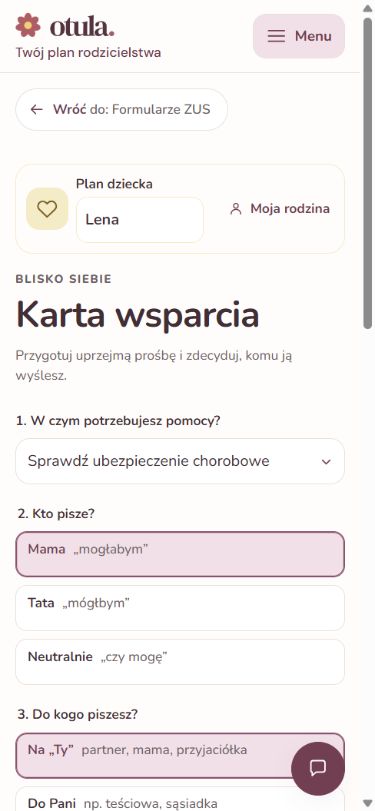 otula.
Twój plan rodzicielstwa
Menu
← Wróć do: Formularze ZUS
Plan dziecka
Lena
Moja rodzina
BLISKO SIEBIE
Karta wsparcia
Przygotuj uprzejmą prośbę i zdecyduj, komu ją
wyślesz.
1. W czym potrzebujesz pomocy?
Sprawdź ubezpieczenie chorobowe
2. Kto pisze?
Mama „mogłabym”
Tata „mógłbym”
Neutralnie „czy mogę”
3. Do kogo piszesz?
Na „Ty” partner, mama, przyjaciółka
Do Pani np. teściowa, sąsiadka